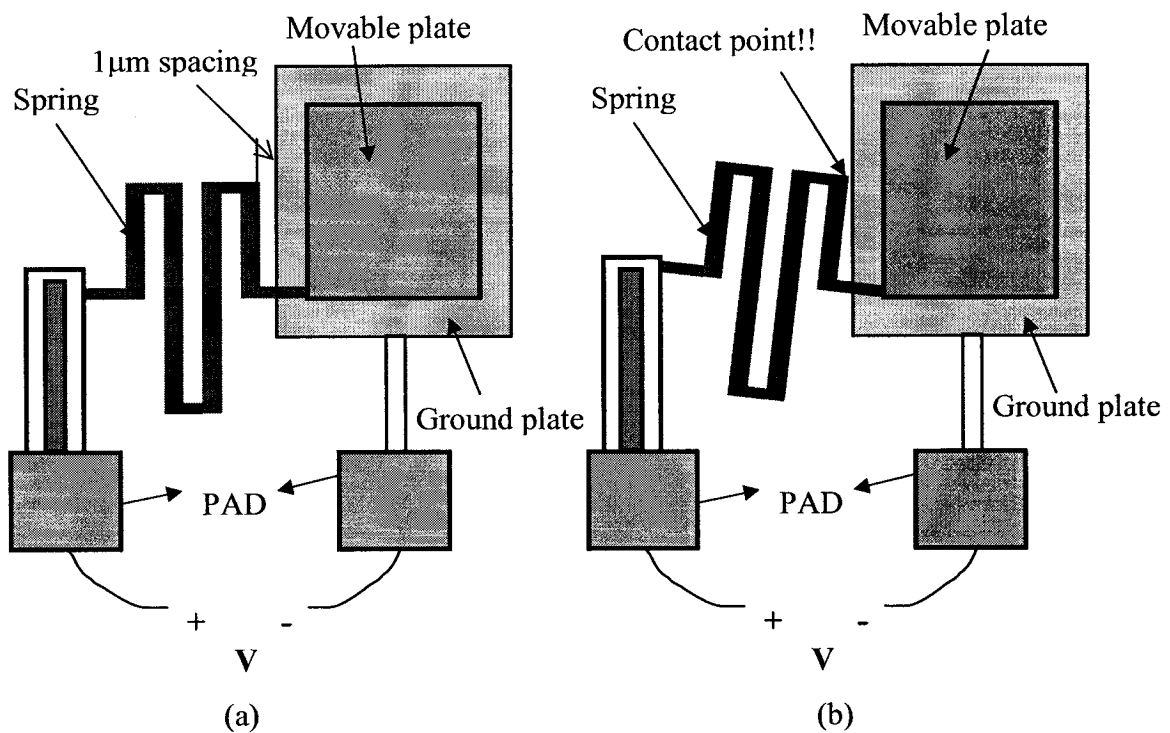 Movable plate
1μm spacing
Spring
Ground plate
PAD
+ -
V
(a)
Movable plate
Contact point!!
Spring
Ground plate
PAD
+ -
V
(b)